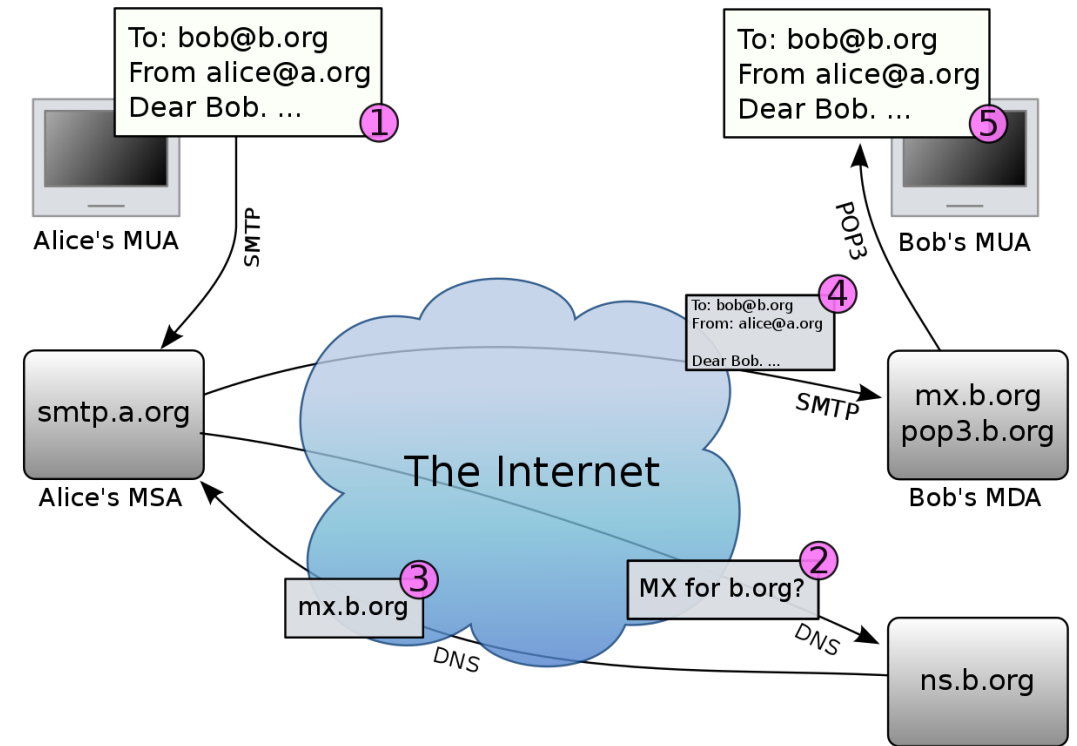 To: bob@b.org
From alice@a.org
Dear Bob. ...
1
Alice's MUA
SMTP
To: bob@b.org
From alice@a.org
Dear Bob. ...
5
Bob's MUA
POP3
4
To: bob@b.org
From: alice@a.org
Dear Bob. ...
SMTP
smtp.a.org
Alice's MSA
The Internet
mx.b.org
pop3.b.org
Bob's MDA
3
mx.b.org
DNS
2
MX for b.org?
DNS
ns.b.org